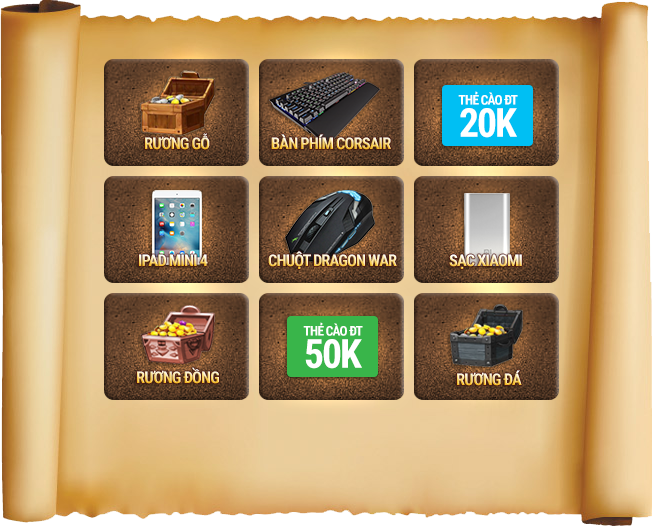 RƯƠNG GỖ
BÀN PHÍM CORSAIR
THẺ CÀO ĐT
20K
IPAD MINI 4
CHUỘT DRAGON WAR
SẠC XIAOMI
RƯƠNG ĐỒNG
THẺ CÀO ĐT
50K
RƯƠNG ĐÁ